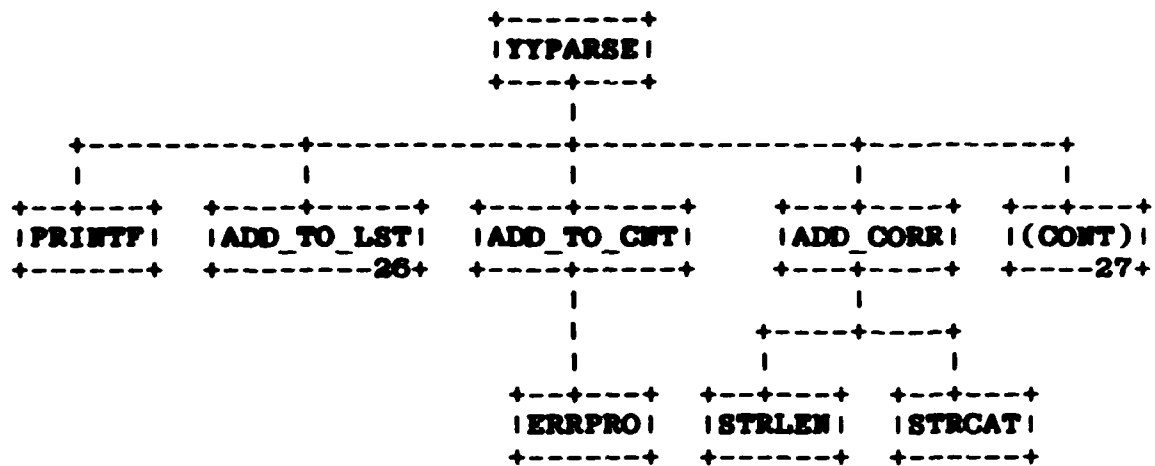 YYPARSE
PRINTF ADD_TO_LST ADD_TO_CNT ADD_CORR (CONT)
26 27
ERRPRO STRLEN STRCAT